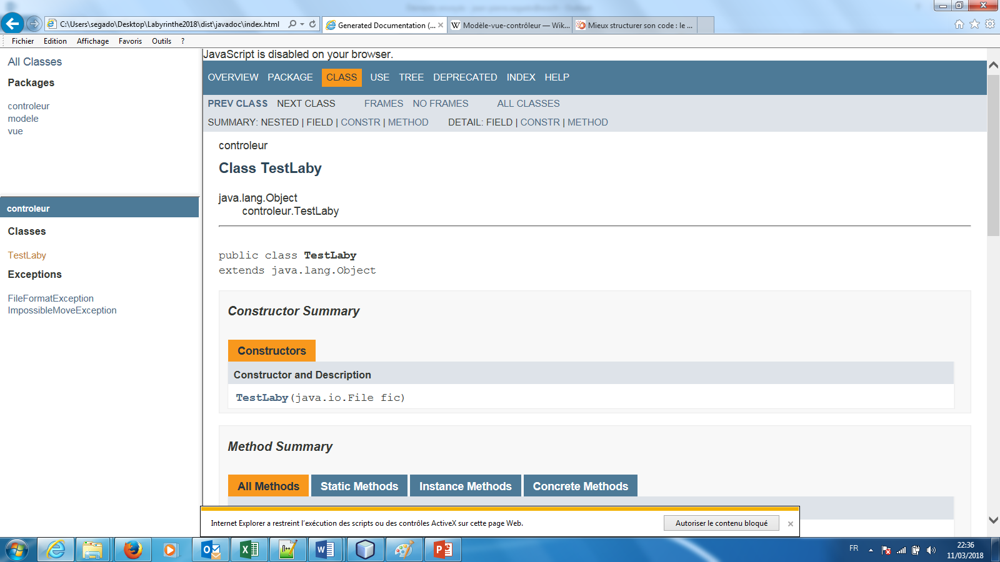 C:\Users\segado\Desktop\Labyrinthe2018\dist\javadoc\index.html
Generated Documentation (...
Modèle-vue-contrôleur — Wik...
Mieux structurer son code : le ...
Fichier Edition Affichage Favoris Outils ?
All Classes
Packages
controleur
modele
vue
controleur
Classes
TestLaby
Exceptions
FileFormatException
ImpossibleMoveException
JavaScript is disabled on your browser.
OVERVIEW PACKAGE CLASS USE TREE DEPRECATED INDEX HELP
PREV CLASS NEXT CLASS FRAMES NO FRAMES ALL CLASSES
SUMMARY: NESTED | FIELD | CONSTR | METHOD DETAIL: FIELD | CONSTR | METHOD
controleur
Class TestLaby
java.lang.Object
controleur.TestLaby
public class TestLaby
extends java.lang.Object
Constructor Summary
Constructors
Constructor and Description
TestLaby(java.io.File fic)
Method Summary
All Methods Static Methods Instance Methods Concrete Methods
Internet Explorer a restreint l'exécution des scripts ou des contrôles ActiveX sur cette page Web.
Autoriser le contenu bloqué
FR
22:36
11/03/2018